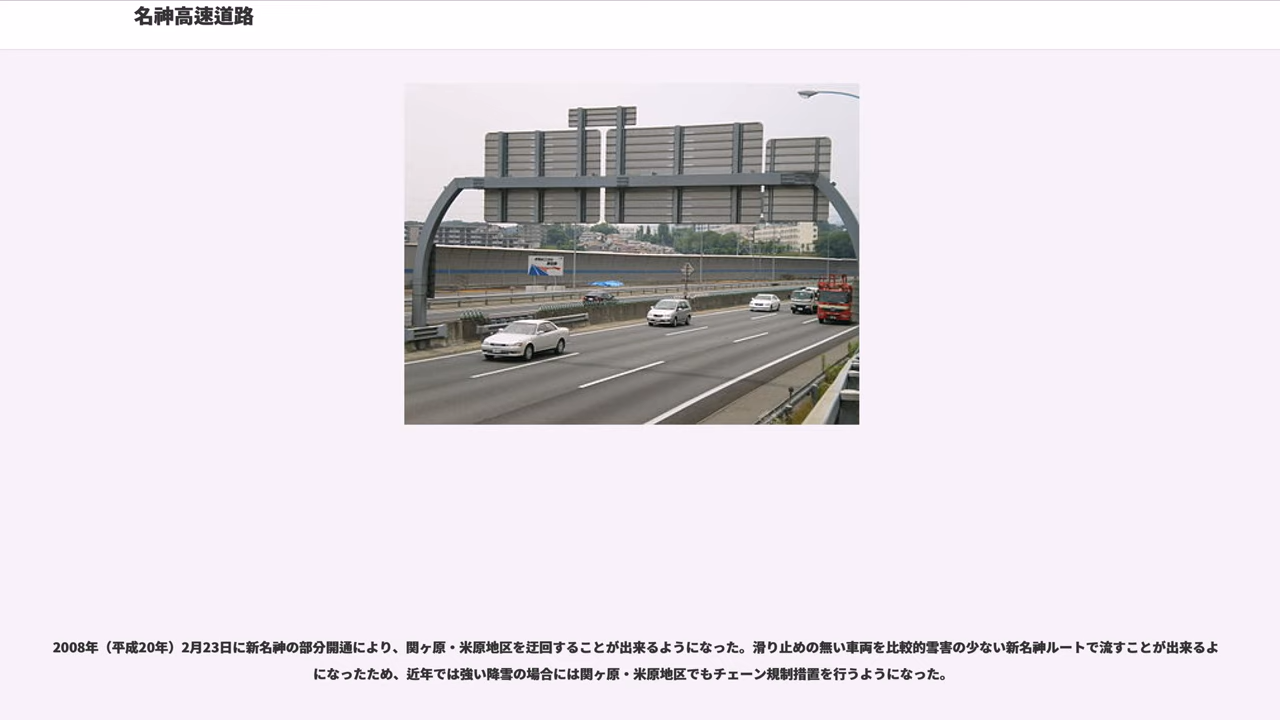 名神高速道路
2008年（平成20年）2月23日に新名神の部分開通により、関ヶ原・米原地区を迂回することが出来るようになった。滑り止めの無い車両を比較的雪害の少ない新名神ルートで流すことが出来るよ
になったため、近年では強い降雪の場合には関ヶ原・米原地区でもチェーン規制措置を行うようになった。